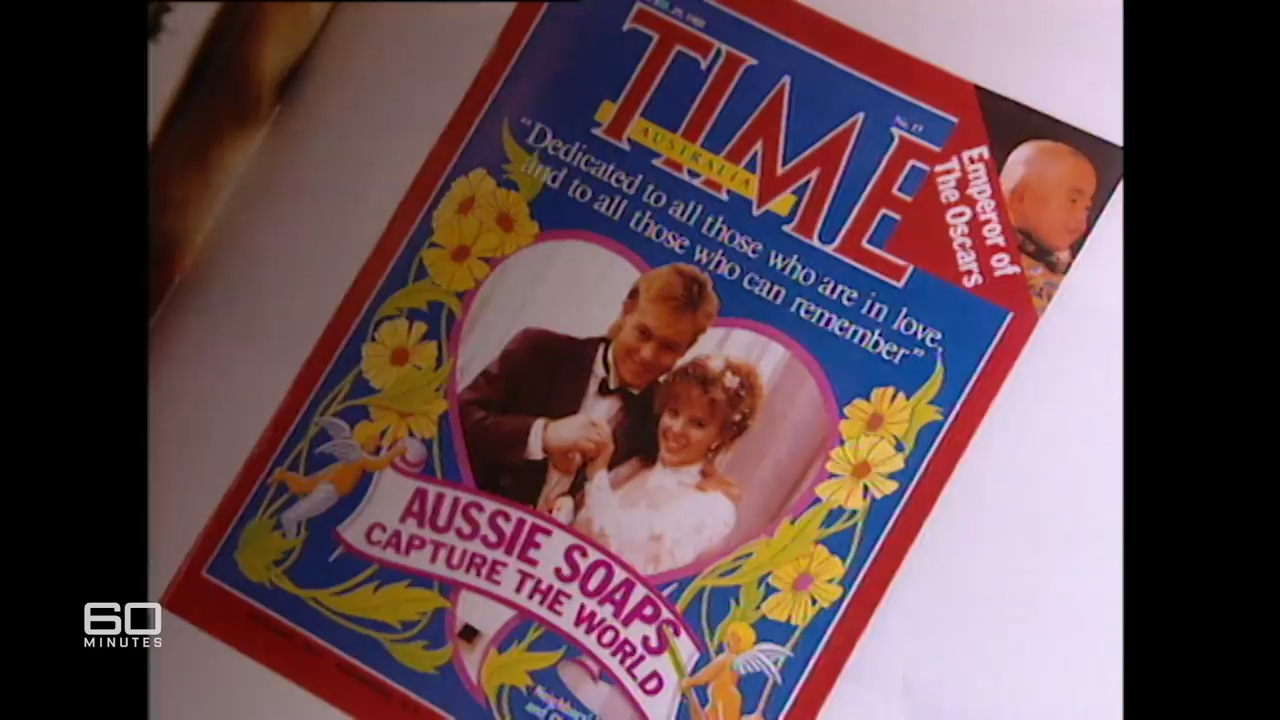 TIME
AUSTRALIA
"Dedicated to all those who are in love,
and to all those who can remember"
Emperor of
The Oscars
AUSSIE SOAPS
CAPTURE THE WORLD
60
MINUTES